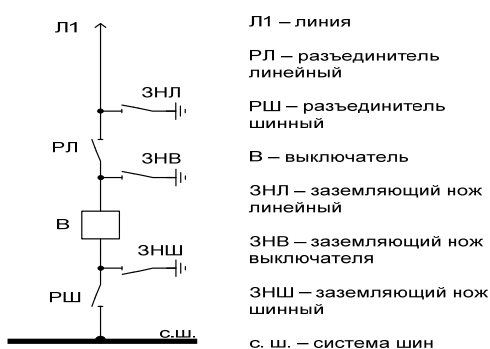 Л1
ЗНЛ
РЛ
ЗНВ
В
ЗНШ
РШ
с.ш.
Л1 – линия
РЛ – разъединитель
линейный
РШ – разъединитель
шинный
В – выключатель
ЗНЛ – заземляющий нож
линейный
ЗНВ – заземляющий нож
выключателя
ЗНШ – заземляющий нож
шинный
с. ш. – система шин